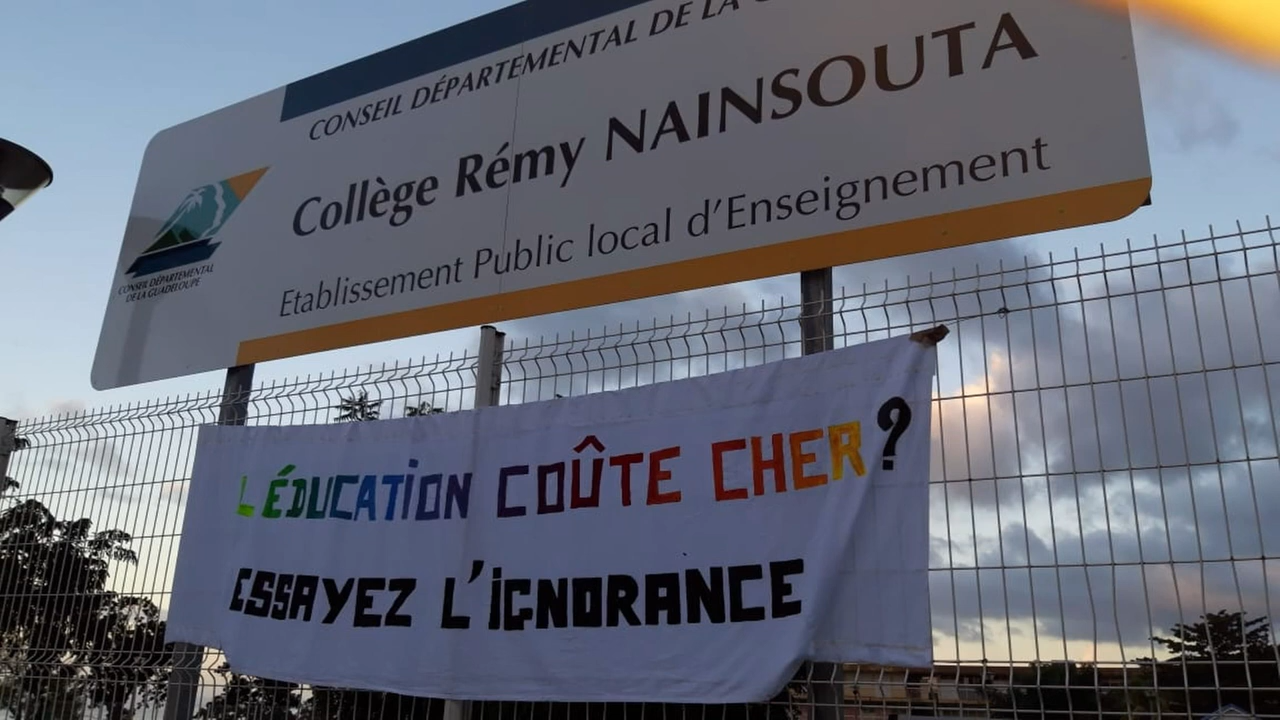 CONSEIL DÉPARTEMENTAL DE LA
Collège Rémy NAINSOUTA
Etablissement Public local d'Enseignement
CONSEIL DÉPARTEMENTAL
DE LA GUADELOUPE
L'ÉDUCATION COÛTE CHER ?
ESSAYEZ L'IGNORANCE